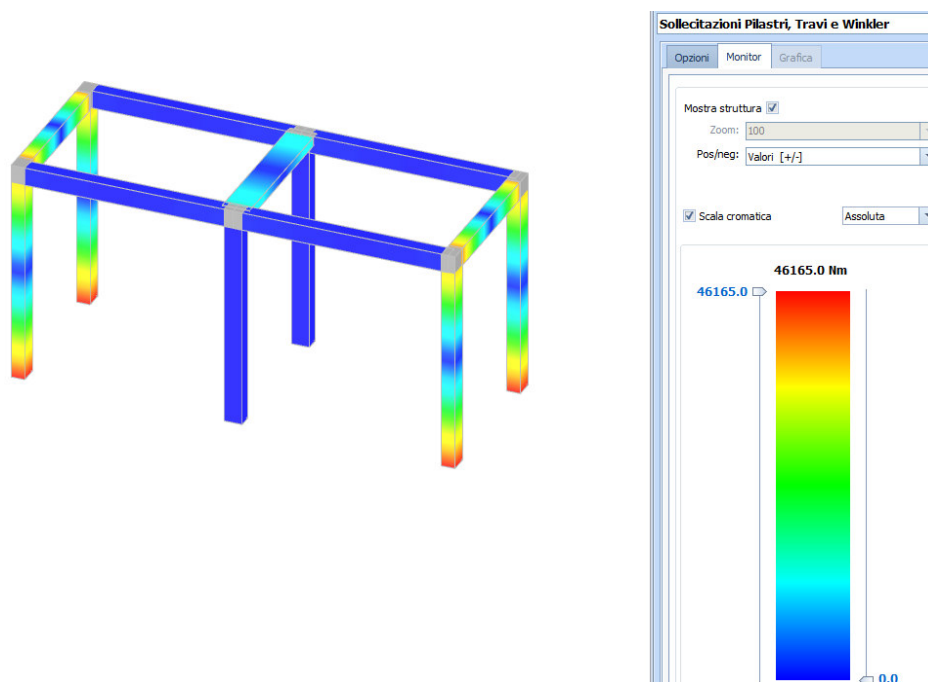 Sollecitazioni Pilastri, Travi e Winkler
Opzioni Monitor Grafica
Mostra struttura
Zoom: 100
Pos/neg: Valori [+/-]
Scala cromatica Assoluta
46165.0 Nm
46165.0
0.0